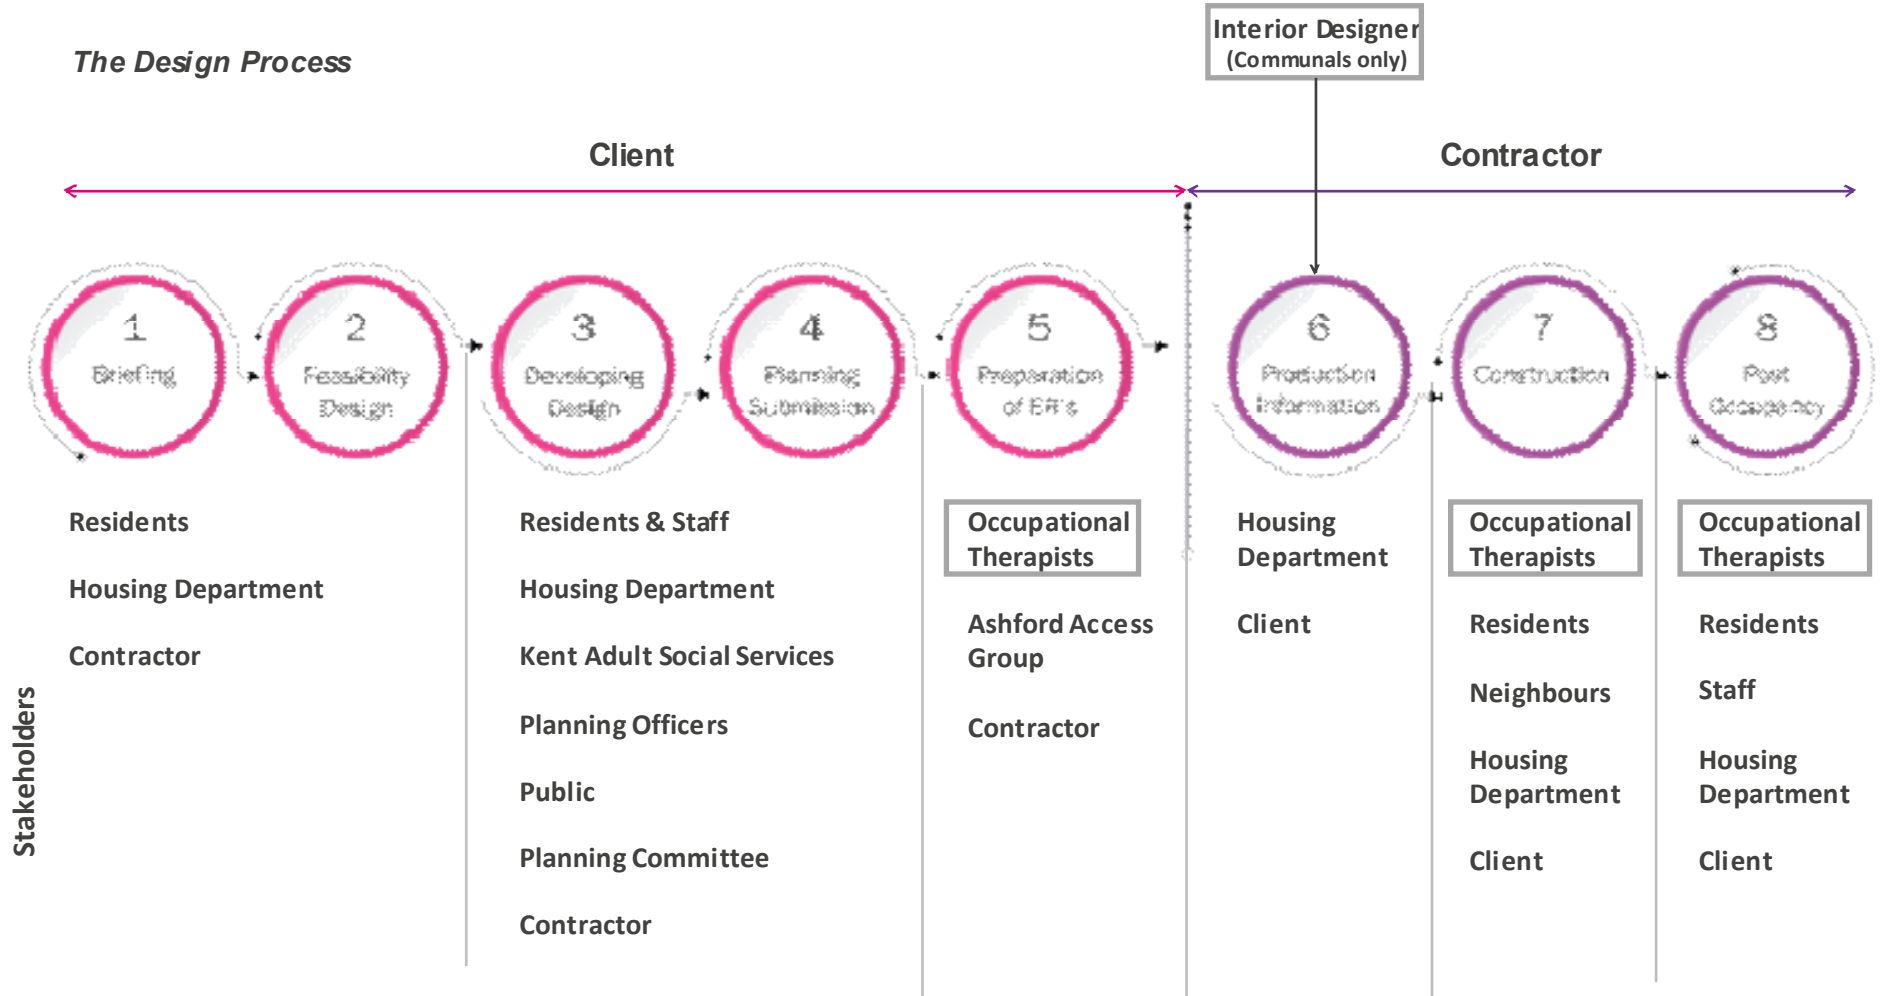 The Design Process
Interior Designer
(Communals only)
Client
Contractor
1
Briefing
2
Feasibility
Design
3
Developing
Design
4
Planning
Submission
5
Preparation
of ER's
6
Production
Information
7
Construction
8
Post
Occupancy
Stakeholders
Residents
Housing Department
Contractor
Residents & Staff
Housing Department
Kent Adult Social Services
Planning Officers
Public
Planning Committee
Contractor
Occupational
Therapists
Ashford Access
Group
Contractor
Housing
Department
Client
Occupational
Therapists
Residents
Neighbours
Housing
Department
Client
Occupational
Therapists
Residents
Staff
Housing
Department
Client